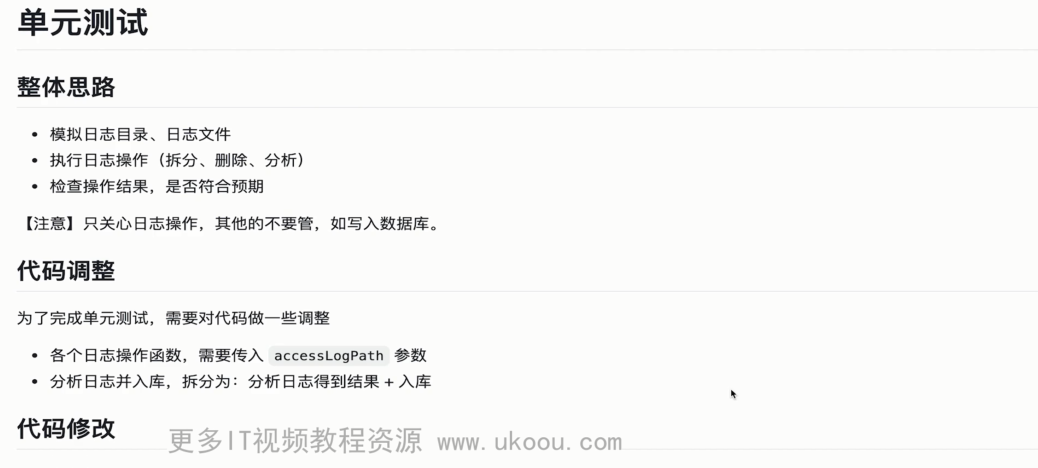 单元测试
整体思路
• 模拟日志目录、日志文件
• 执行日志操作（拆分、删除、分析）
• 检查操作结果，是否符合预期
【注意】只关心日志操作，其他的不要管，如写入数据库。
代码调整
为了完成单元测试，需要对代码做一些调整
• 各个日志操作函数，需要传入 accessLogPath 参数
• 分析日志并入库，拆分为：分析日志得到结果 + 入库
代码修改
更多IT视频教程资源 www.ukoou.com